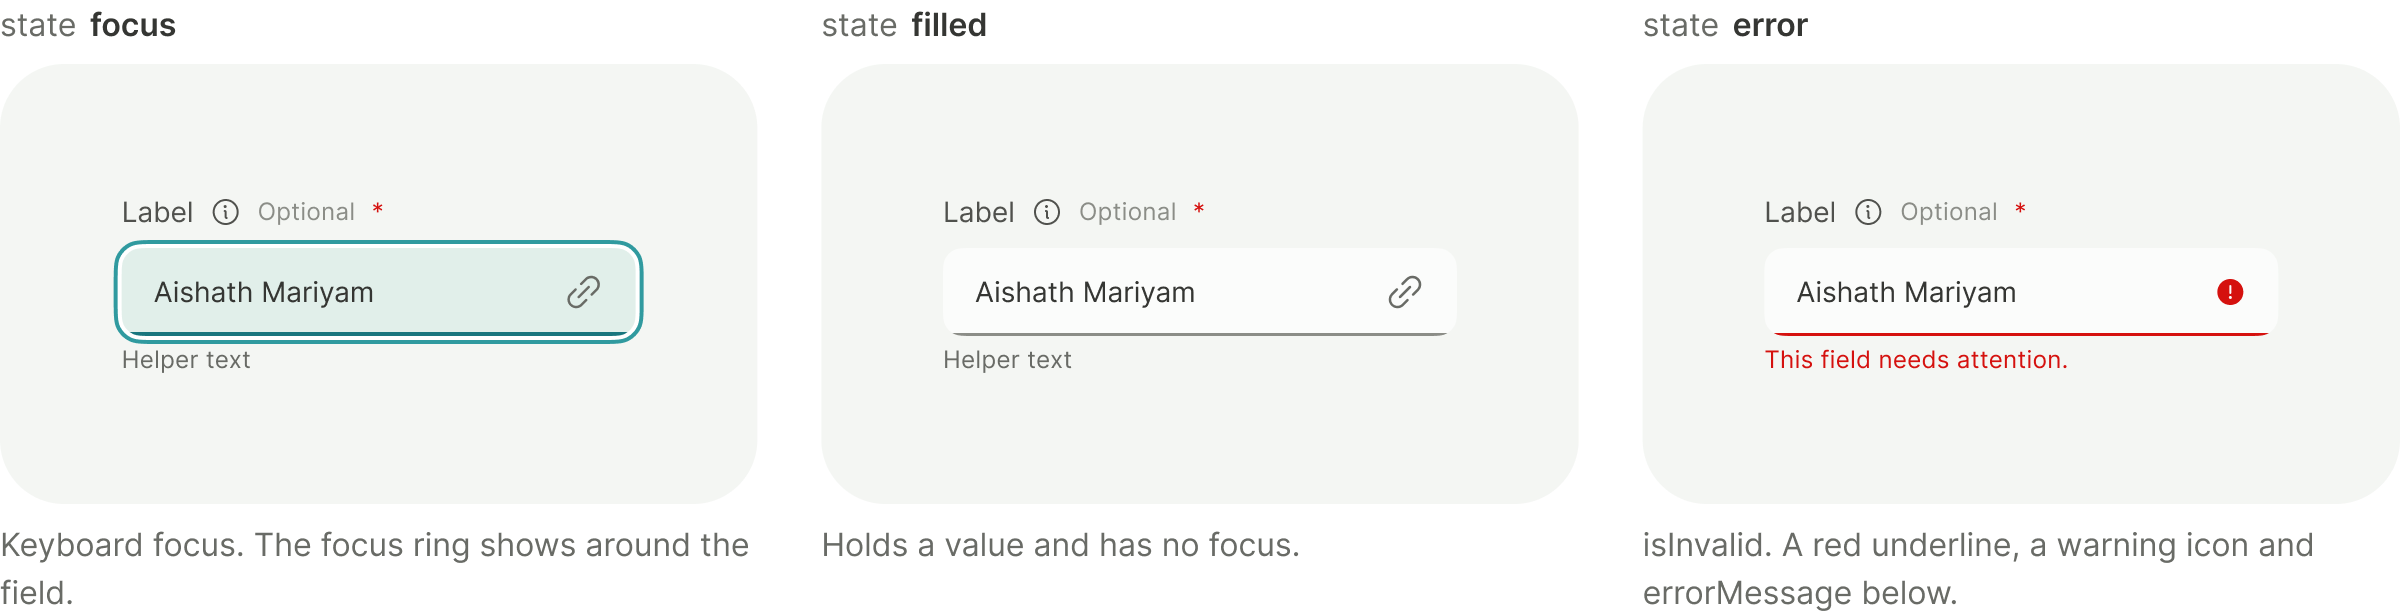 state focus
Label Optional *
Aishath Mariyam
Helper text
Keyboard focus. The focus ring shows around the
field.
state filled
Label Optional *
Aishath Mariyam
Helper text
Holds a value and has no focus.
state error
Label Optional *
Aishath Mariyam
This field needs attention.
isInvalid. A red underline, a warning icon and
errorMessage below.